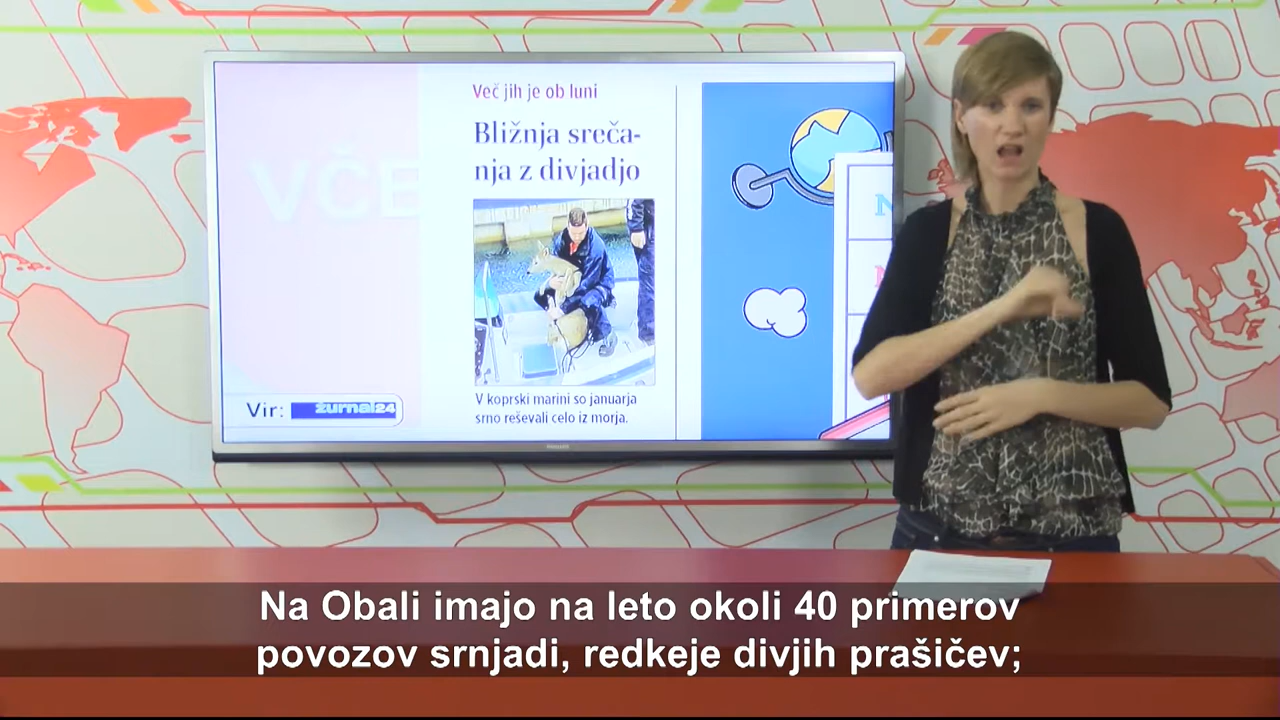 VČE
Več jih je ob luni
Bližnja sreča-
nja z divjadjo
V koprski marini so januarja
srno reševali celo iz morja.
Vir: žurnal24
Na Obali imajo na leto okoli 40 primerov
povozov srnjadi, redkeje divjih prašičev;